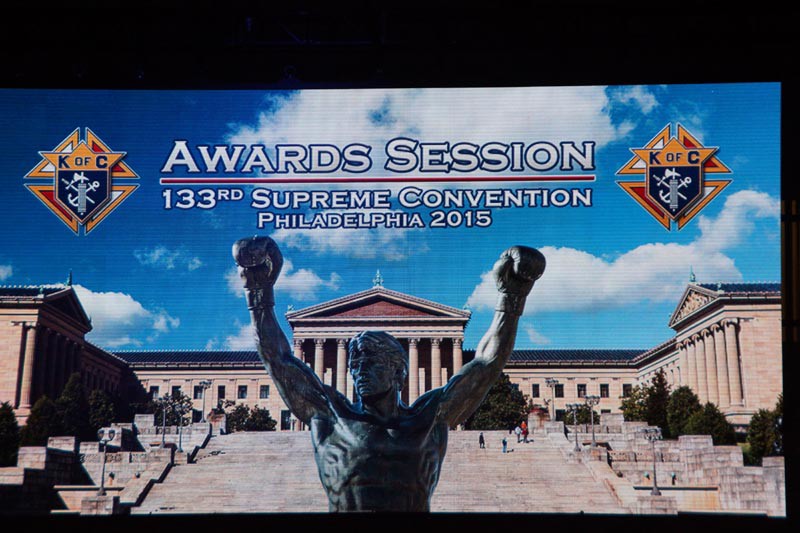 K OF C
AWARDS SESSION
133RD SUPREME CONVENTION
PHILADELPHIA 2015
K OF C